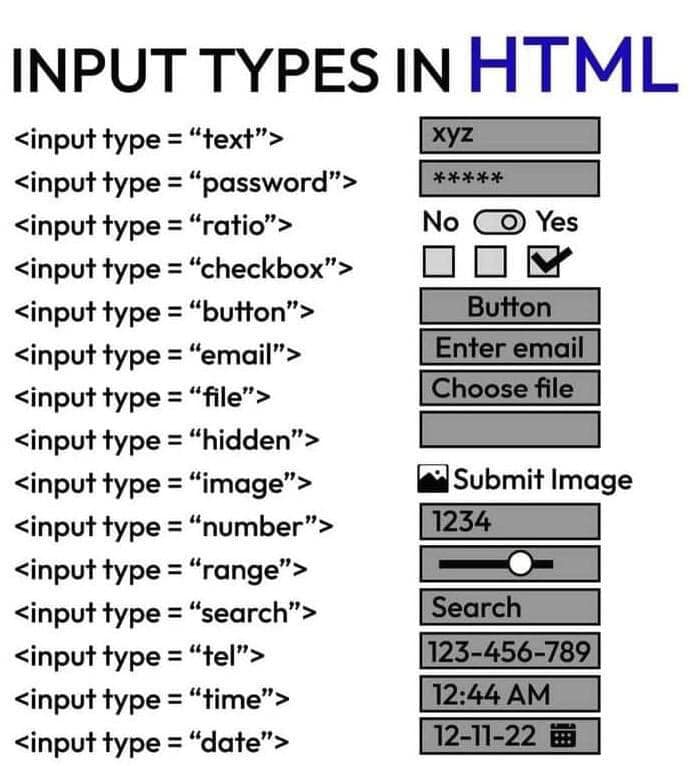 INPUT TYPES IN HTML
<input type = “text”> xyz
<input type = “password”> *****
<input type = “ratio”> No Yes
<input type = “checkbox”>
<input type = “button”> Button
<input type = “email”> Enter email
<input type = “file”> Choose file
<input type = “hidden”>
<input type = “image”> Submit Image
<input type = “number”> 1234
<input type = “range”>
<input type = “search”> Search
<input type = “tel”> 123-456-789
<input type = “time”> 12:44 AM
<input type = “date”> 12-11-22